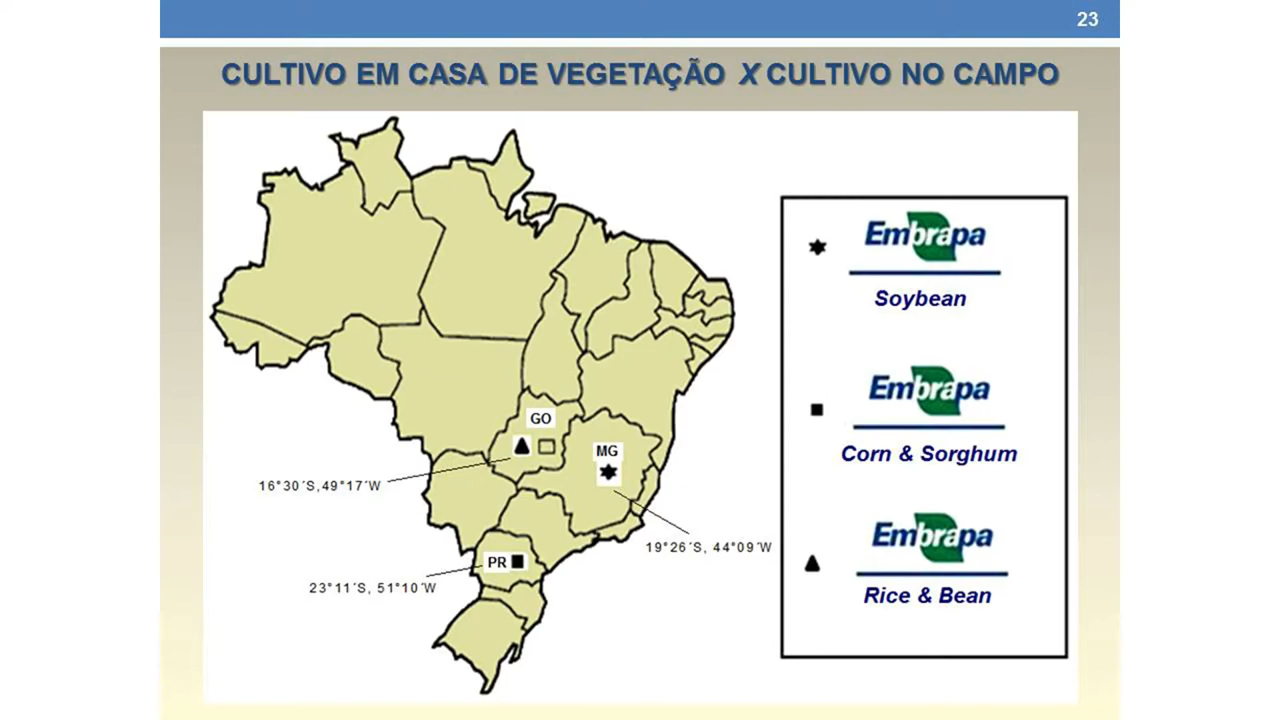 23
CULTIVO EM CASA DE VEGETAÇÃO X CULTIVO NO CAMPO
Embrapa
Soybean
Embrapa
Corn & Sorghum
Embrapa
Rice & Bean
GO
MG
16°30´S,49°17´W
19°26´S, 44°09´W
PR
23°11´S, 51°10´W